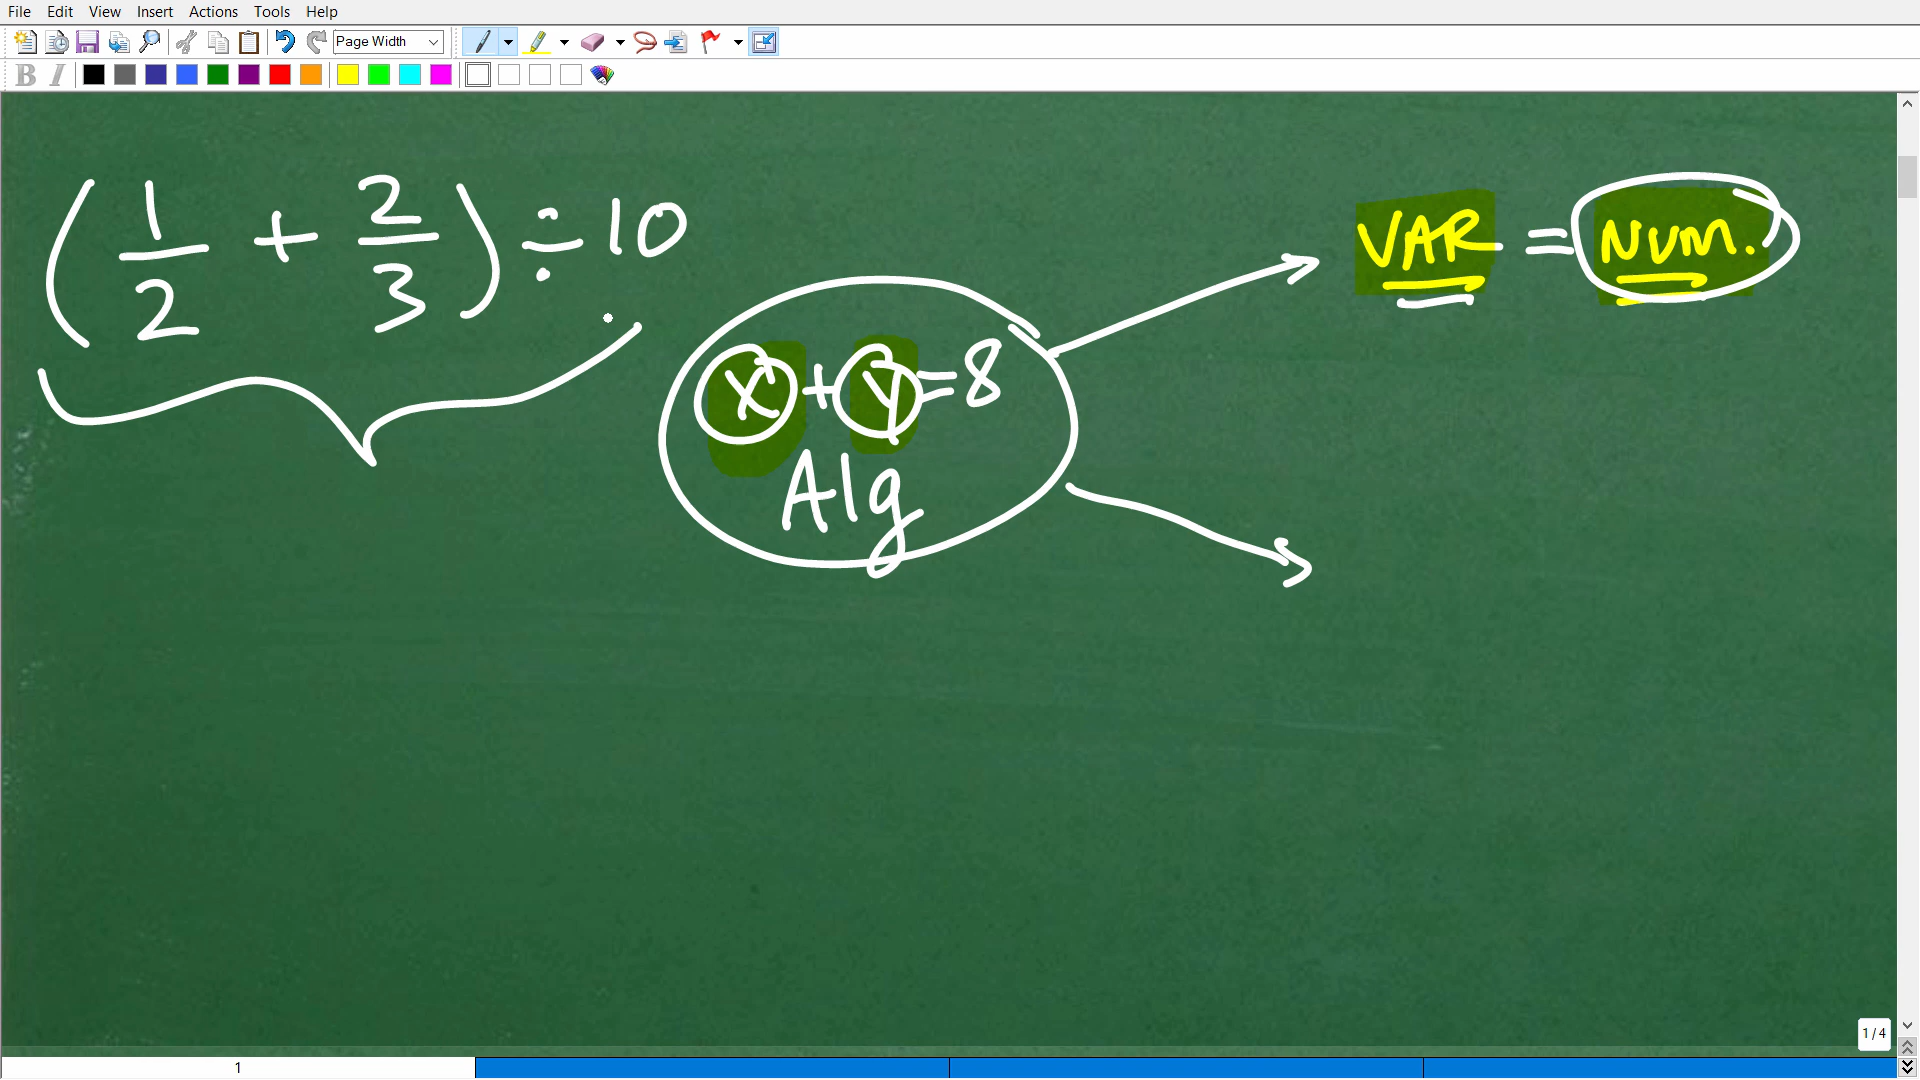 File Edit View Insert Actions Tools Help
Page Width
B I
(1/2 + 2/3) ÷ 10
VAR = NUM.
x + y = 8
Alg
1 / 4
1